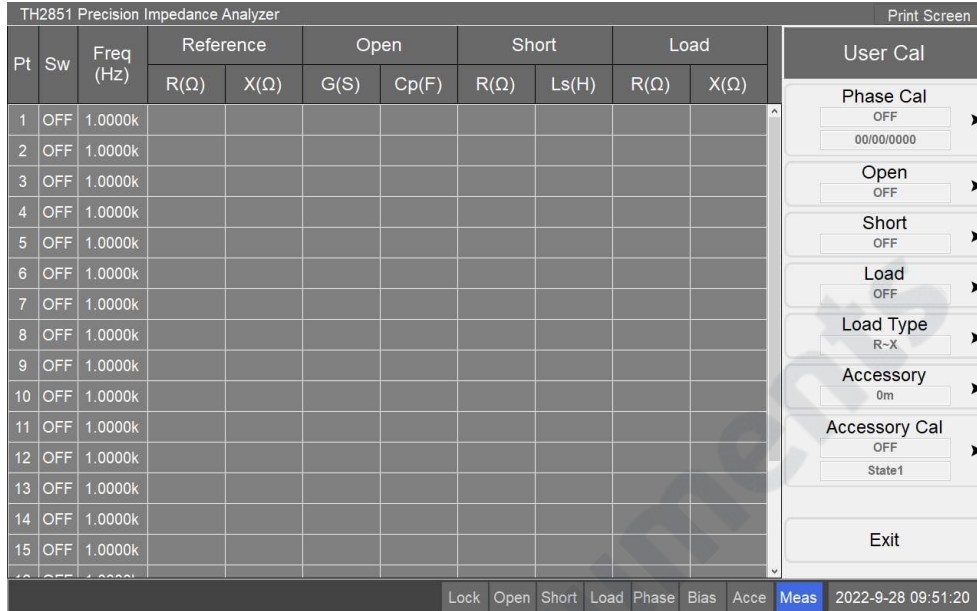 TH2851 Precision Impedance Analyzer Print Screen
Pt Sw Freq (Hz) Reference Open Short Load
R(Ω) X(Ω) G(S) Cp(F) R(Ω) Ls(H) R(Ω) X(Ω)
1 OFF 1.0000k
2 OFF 1.0000k
3 OFF 1.0000k
4 OFF 1.0000k
5 OFF 1.0000k
6 OFF 1.0000k
7 OFF 1.0000k
8 OFF 1.0000k
9 OFF 1.0000k
10 OFF 1.0000k
11 OFF 1.0000k
12 OFF 1.0000k
13 OFF 1.0000k
14 OFF 1.0000k
15 OFF 1.0000k
User Cal
Phase Cal
OFF
00/00/0000
Open
OFF
Short
OFF
Load
OFF
Load Type
R~X
Accessory
0m
Accessory Cal
OFF
State1
Exit
Lock Open Short Load Phase Bias Acce Meas 2022-9-28 09:51:20